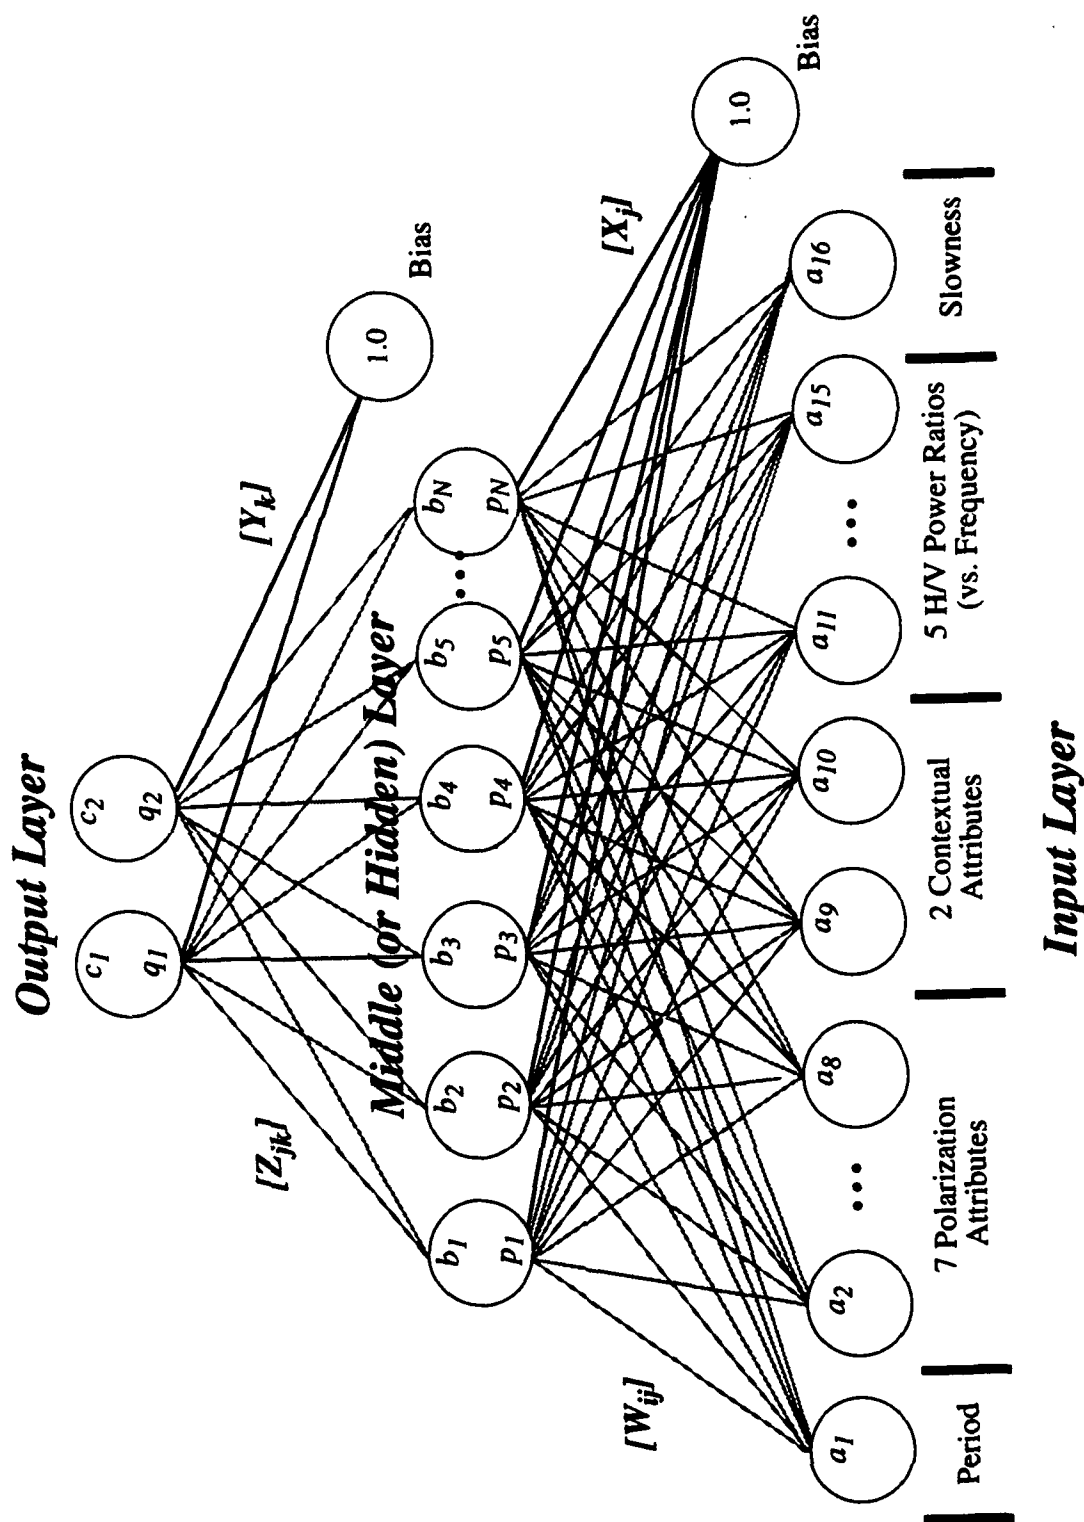 Output Layer
c1 c2
q1 q2
[Zjk]
[Yk]
1.0
Bias
Middle (or Hidden) Layer
b1 b2 b3 b4 b5 •••• bN
p1 p2 p3 p4 p5 pN
[Wij]
[Xj]
1.0
Bias
a1 a2 ••• a8 a9 a10 a11 ••• a15 a16
Period
7 Polarization
Attributes
2 Contextual
Attributes
5 H/V Power Ratios
(vs. Frequency)
Slowness
Input Layer